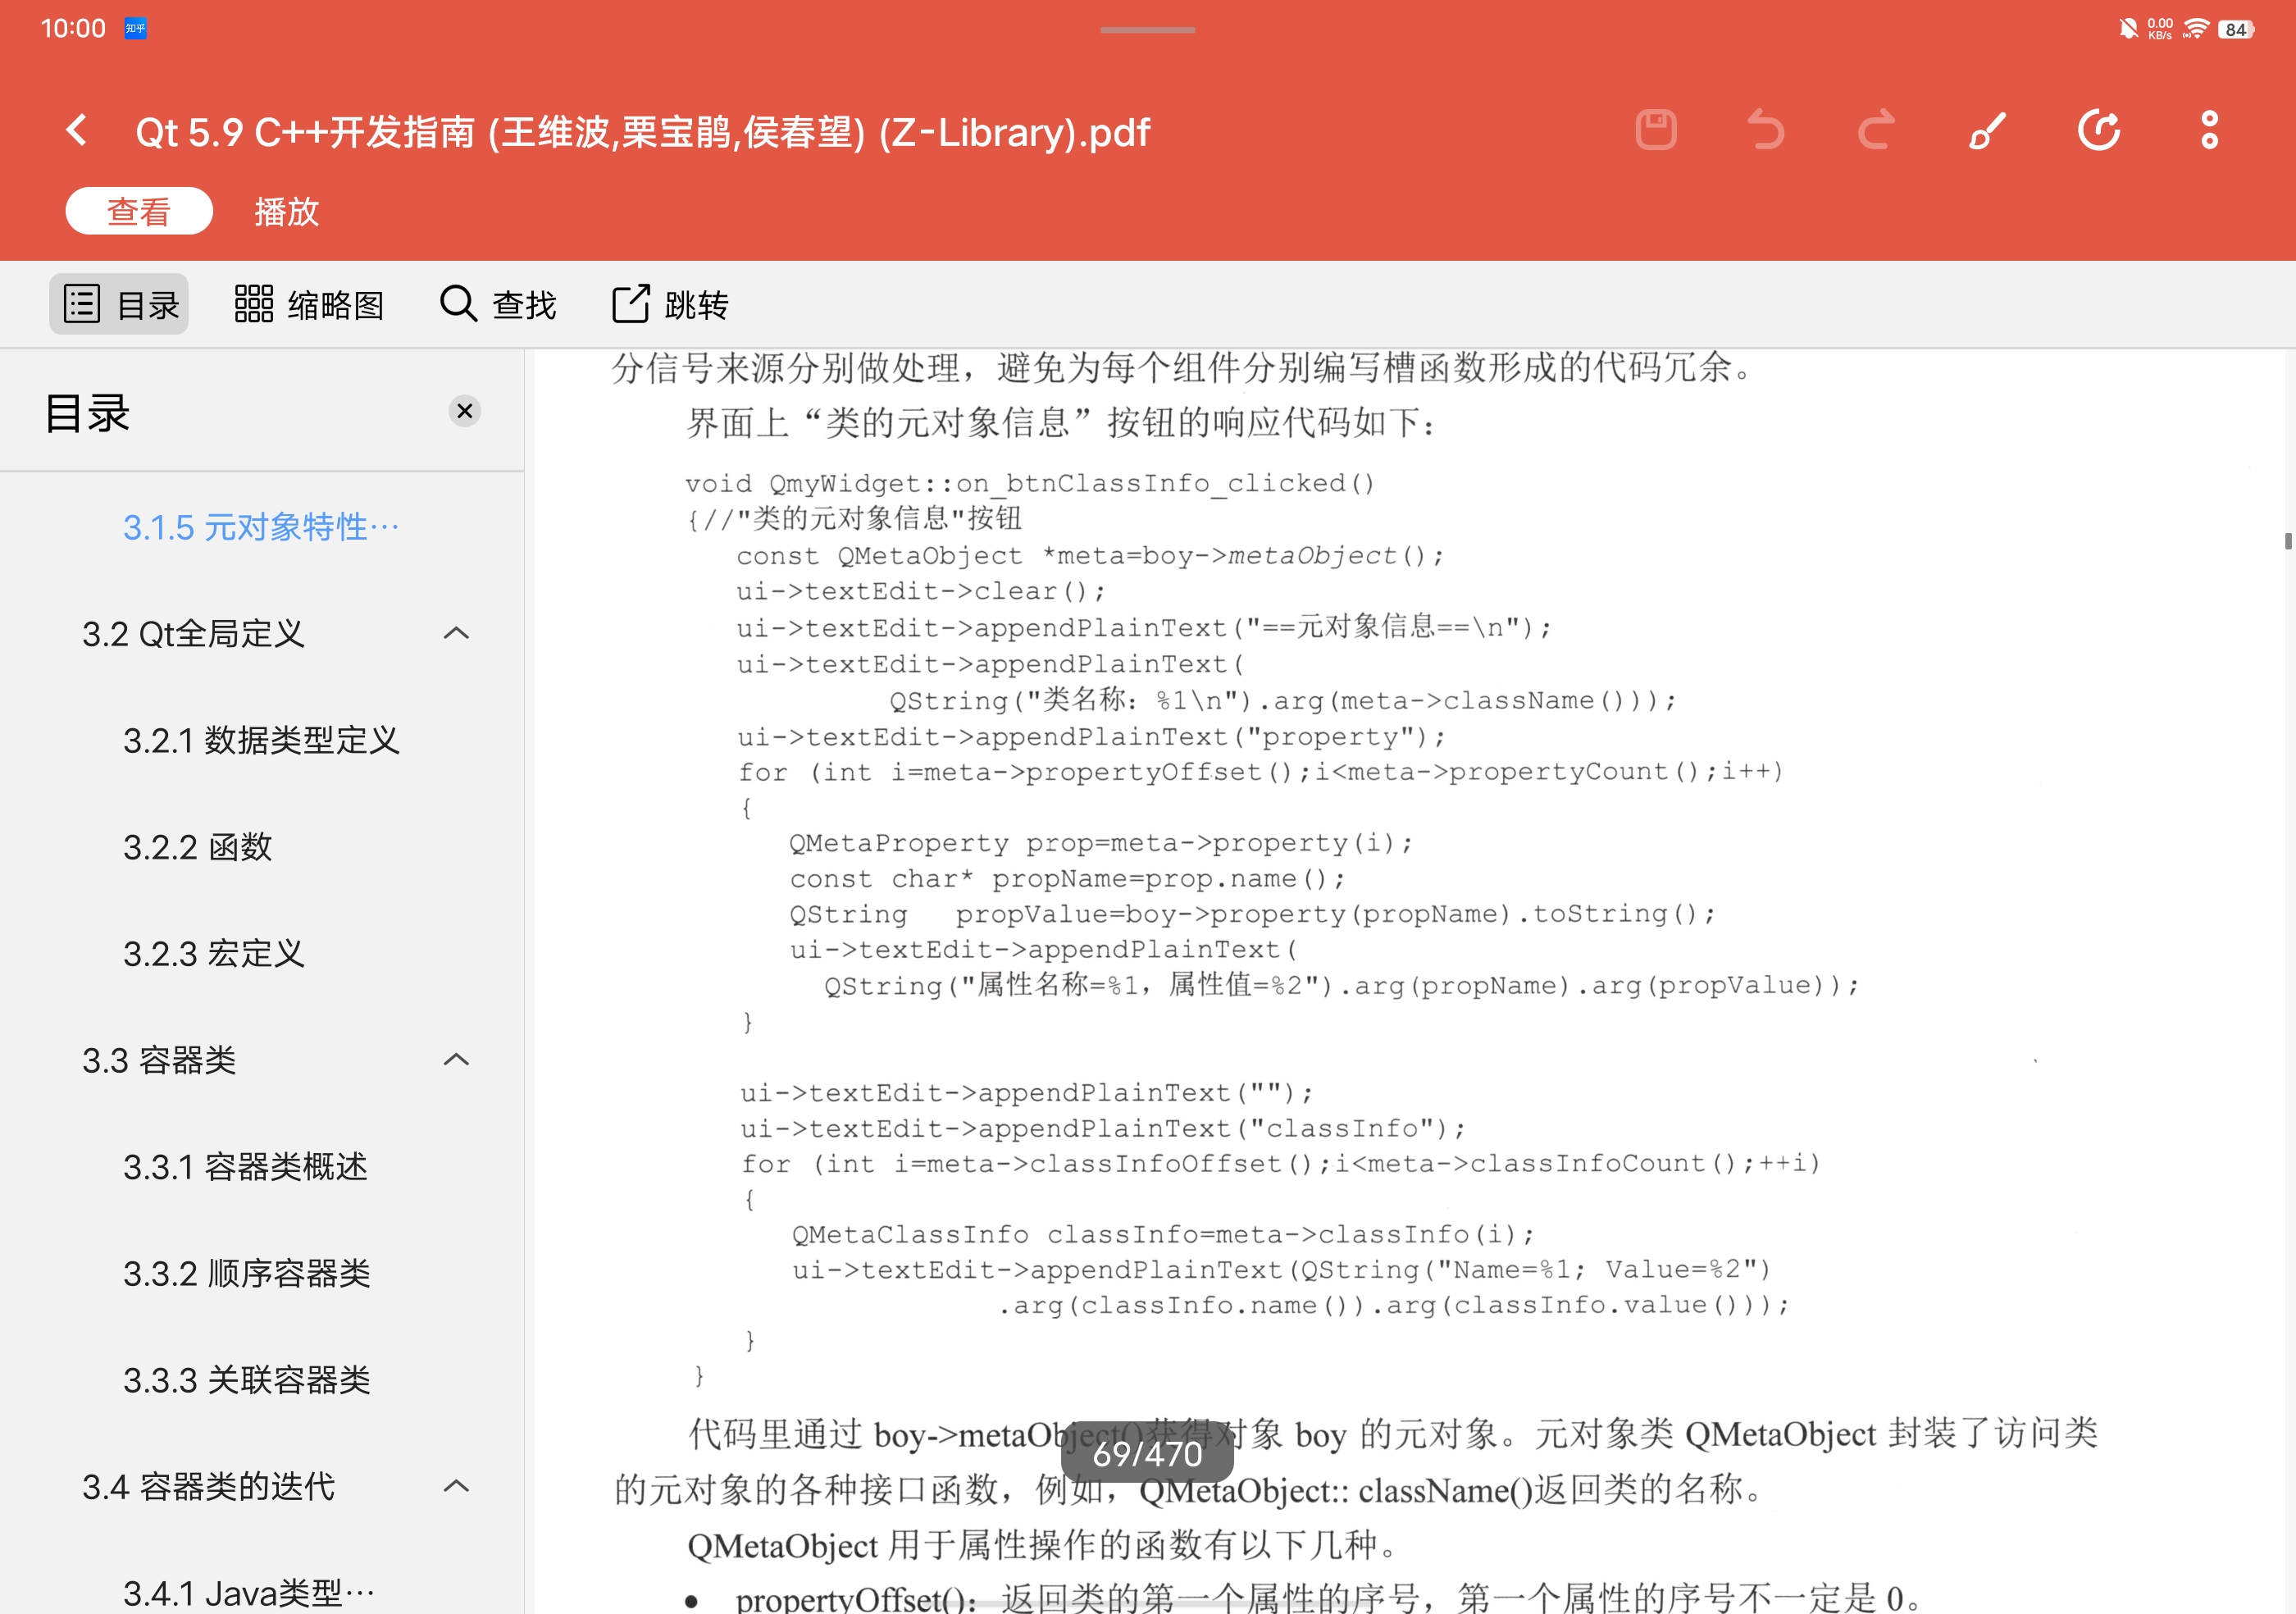 10:00
知乎
0.00
KB/s
84
Qt 5.9 C++开发指南 (王维波,栗宝鹃,侯春望) (Z-Library).pdf
查看
播放
目录
缩略图
查找
跳转
目录
3.1.5 元对象特性…
3.2 Qt全局定义
3.2.1 数据类型定义
3.2.2 函数
3.2.3 宏定义
3.3 容器类
3.3.1 容器类概述
3.3.2 顺序容器类
3.3.3 关联容器类
3.4 容器类的迭代
3.4.1 Java类型…
分信号来源分别做处理，避免为每个组件分别编写槽函数形成的代码冗余。
界面上“类的元对象信息”按钮的响应代码如下：
void QmyWidget::on_btnClassInfo_clicked()
{//"类的元对象信息"按钮
const QMetaObject *meta=boy->metaObject();
ui->textEdit->clear();
ui->textEdit->appendPlainText("==元对象信息==\n");
ui->textEdit->appendPlainText(
QString("类名称：%1\n").arg(meta->className()));
ui->textEdit->appendPlainText("property");
for (int i=meta->propertyOffset();i<meta->propertyCount();i++)
{
QMetaProperty prop=meta->property(i);
const char* propName=prop.name();
QString propValue=boy->property(propName).toString();
ui->textEdit->appendPlainText(
QString("属性名称=%1，属性值=%2").arg(propName).arg(propValue));
}
ui->textEdit->appendPlainText("");
ui->textEdit->appendPlainText("classInfo");
for (int i=meta->classInfoOffset();i<meta->classInfoCount();++i)
{
QMetaClassInfo classInfo=meta->classInfo(i);
ui->textEdit->appendPlainText(QString("Name=%1; Value=%2")
.arg(classInfo.name()).arg(classInfo.value()));
}
}
代码里通过 boy->metaObject()获得对象 boy 的元对象。元对象类 QMetaObject 封装了访问类
的元对象的各种接口函数，例如，QMetaObject:: className()返回类的名称。
QMetaObject 用于属性操作的函数有以下几种。
● propertyOffset()：返回类的第一个属性的序号，第一个属性的序号不一定是 0。
69/470